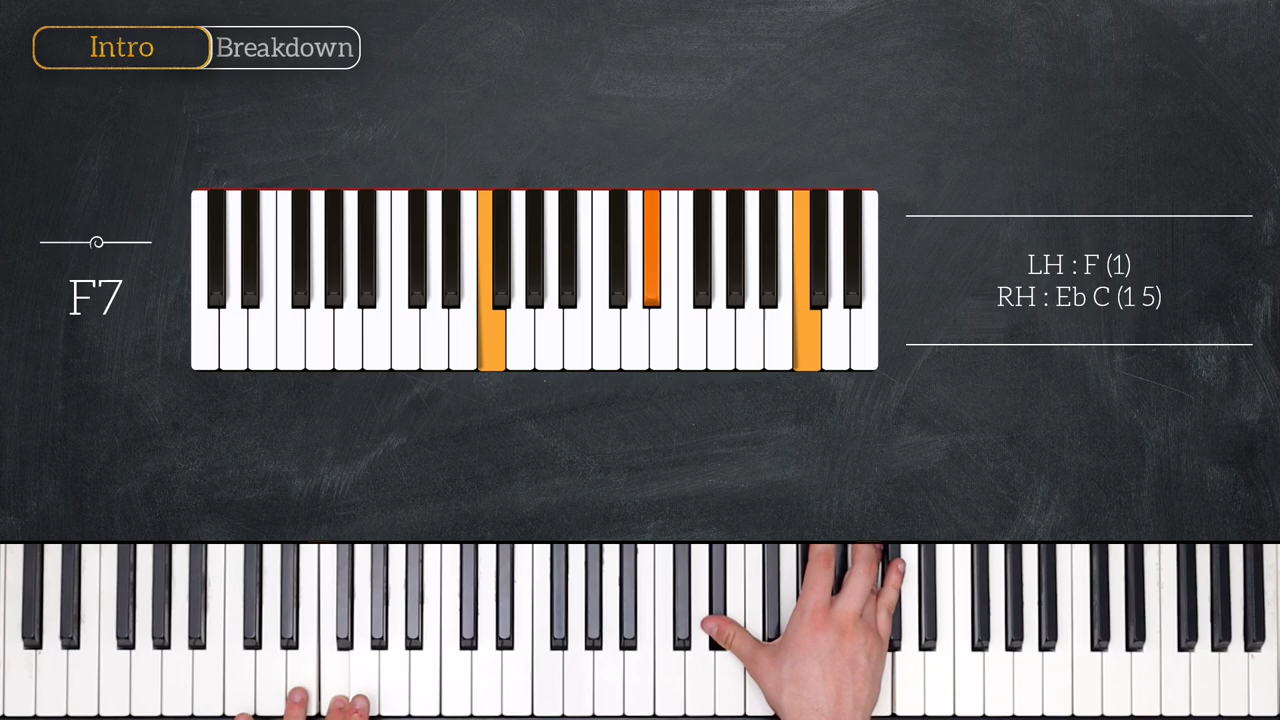 Intro
Breakdown
F7
LH : F (1)
RH : Eb C (1 5)